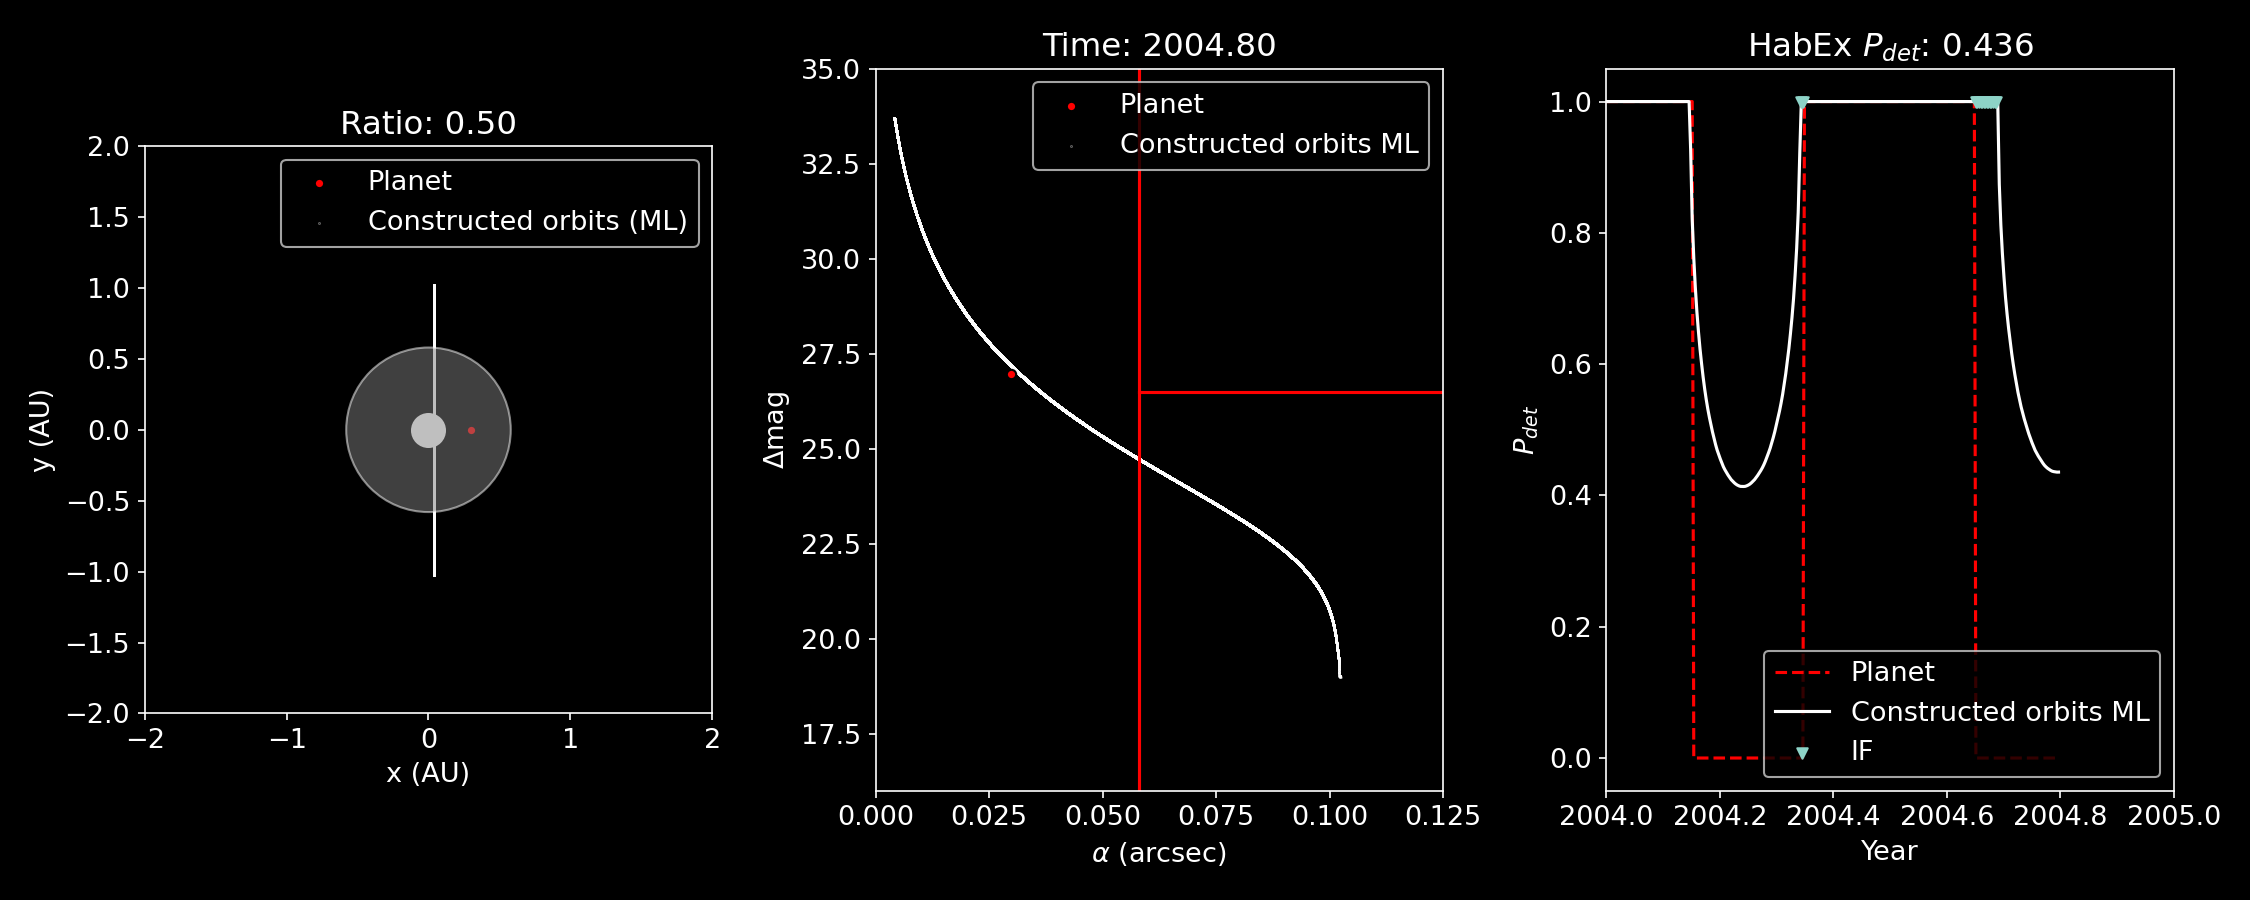 Ratio: 0.50
Planet
Constructed orbits (ML)
2.0
1.5
1.0
0.5
0.0
−0.5
−1.0
−1.5
−2.0
y (AU)
−2
−1
0
1
2
x (AU)
Time: 2004.80
Planet
Constructed orbits ML
35.0
32.5
30.0
27.5
25.0
22.5
20.0
17.5
Δmag
0.000
0.025
0.050
0.075
0.100
0.125
α (arcsec)
HabEx P_det: 0.436
1.0
0.8
0.6
0.4
0.2
0.0
P_det
Planet
Constructed orbits ML
IF
2004.0
2004.2
2004.4
2004.6
2004.8
2005.0
Year